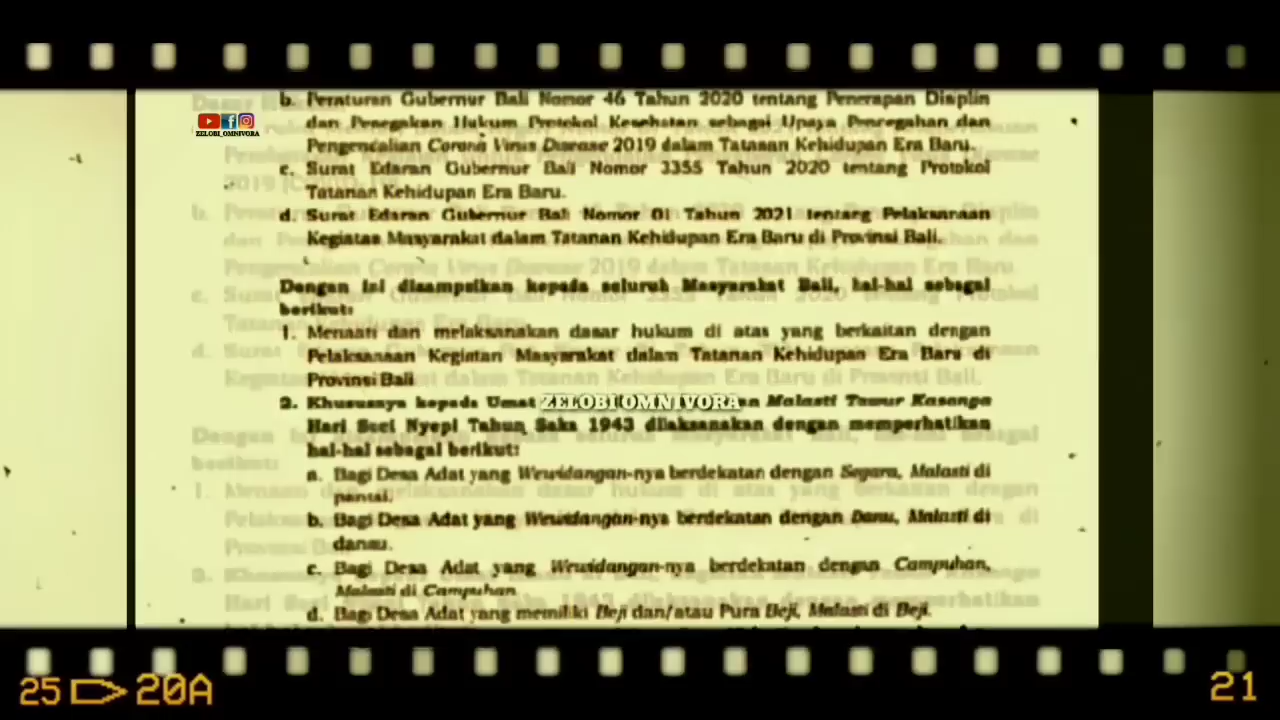 b. Peraturan Gubernur Bali Nomor 46 Tahun 2020 tentang Penerapan Disiplin
ZELOBI_OMNIVORA
dan Penegakan Hukum Protokol Kesehatan sebagai Upaya Pencegahan dan
Pengendalian Corona Virus Disease 2019 dalam Tatanan Kehidupan Era Baru.
c. Surat Edaran Gubernur Bali Nomor 3355 Tahun 2020 tentang Protokol
Tatanan Kehidupan Era Baru.
d. Surat Edaran Gubernur Bali Nomor 01 Tahun 2021 tentang Pelaksanaan
Kegiatan Masyarakat dalam Tatanan Kehidupan Era Baru di Provinsi Bali.
Dengan ini disampaikan kepada seluruh Masyarakat Bali, hal-hal sebagai
berikut:
1. Menaati dan melaksanakan dasar hukum di atas yang berkaitan dengan
Pelaksanaan Kegiatan Masyarakat dalam Tatanan Kehidupan Era Baru di
Provinsi Bali
2. Khususnya kepada Umat ZELOBI OMNIVORA Malasti Tawur Kasanga
Hari Suci Nyepi Tahun Saka 1943 dilaksanakan dengan memperhatikan
hal-hal sebagai berikut:
a. Bagi Desa Adat yang Wewidangan-nya berdekatan dengan Segara, Malasti di
pantai.
b. Bagi Desa Adat yang Wewidangan-nya berdekatan dengan Danu, Malasti di
danau.
c. Bagi Desa Adat yang Wewidangan-nya berdekatan dengan Campuhan,
Malasti di Campuhan
d. Bagi Desa Adat yang memiliki Beji dan/atau Pura Beji, Malasti di Beji.
25 20A
21